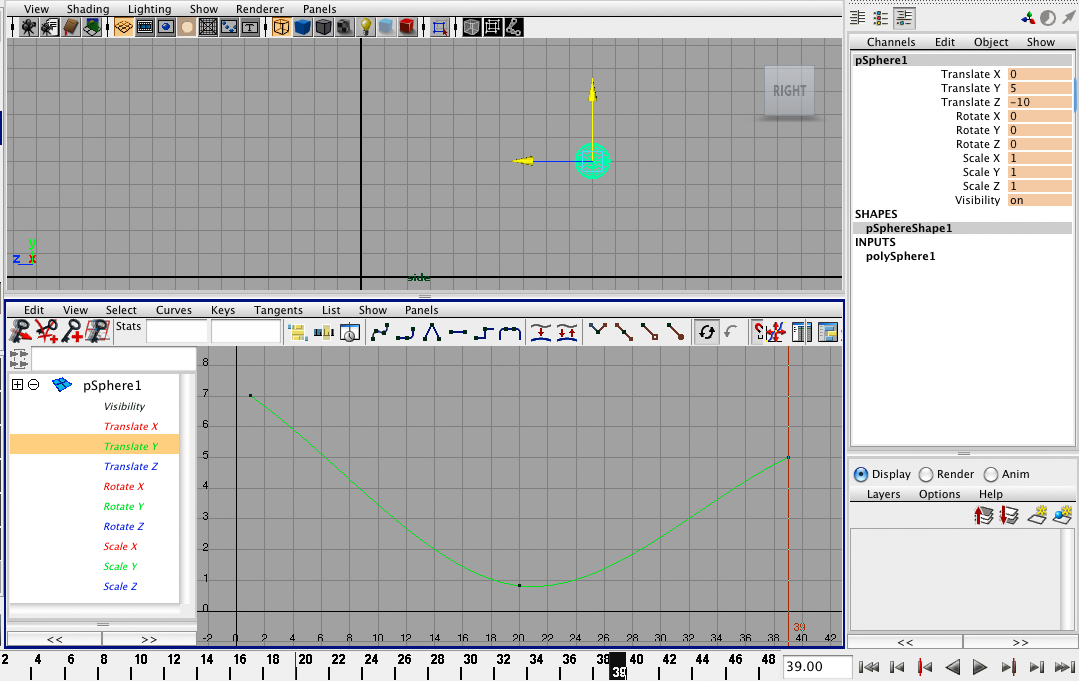 View Shading Lighting Show Renderer Panels
RIGHT
y
z x
side
Edit View Select Curves Keys Tangents List Show Panels
Stats
pSphere1
Visibility
Translate X
Translate Y
Translate Z
Rotate X
Rotate Y
Rotate Z
Scale X
Scale Y
Scale Z
<< >>
8
7
6
5
4
3
2
1
0
39
-2 0 2 4 6 8 10 12 14 16 18 20 22 24 26 28 30 32 34 36 38 40 42
2 4 6 8 10 12 14 16 18 20 22 24 26 28 30 32 34 36 38 40 42 44 46 48
39
39.00
Channels Edit Object Show
pSphere1
Translate X 0
Translate Y 5
Translate Z -10
Rotate X 0
Rotate Y 0
Rotate Z 0
Scale X 1
Scale Y 1
Scale Z 1
Visibility on
SHAPES
pSphereShape1
INPUTS
polySphere1
Display Render Anim
Layers Options Help
<< >>